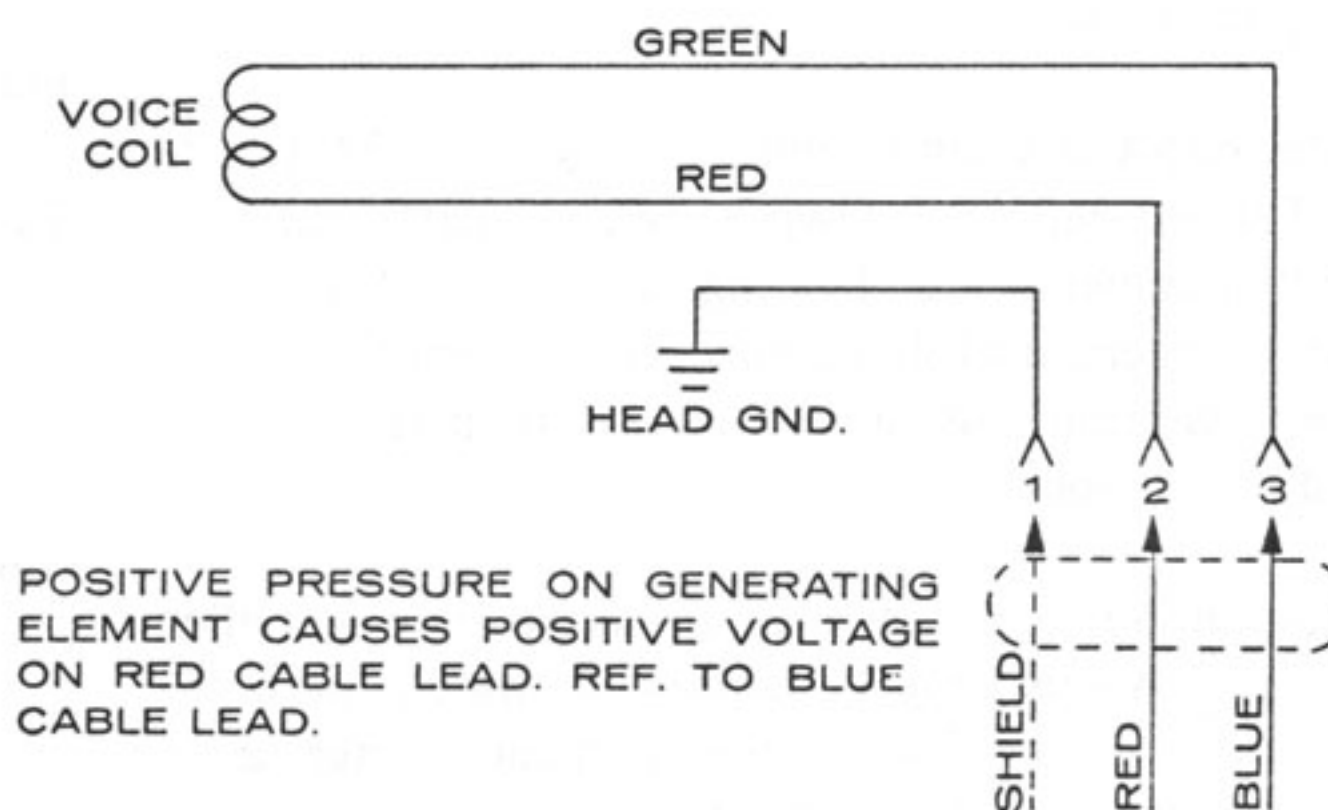 GREEN
VOICE
COIL
RED
HEAD GND.
1 2 3
POSITIVE PRESSURE ON GENERATING
ELEMENT CAUSES POSITIVE VOLTAGE
ON RED CABLE LEAD. REF. TO BLUE
CABLE LEAD.
SHIELD
RED
BLUE